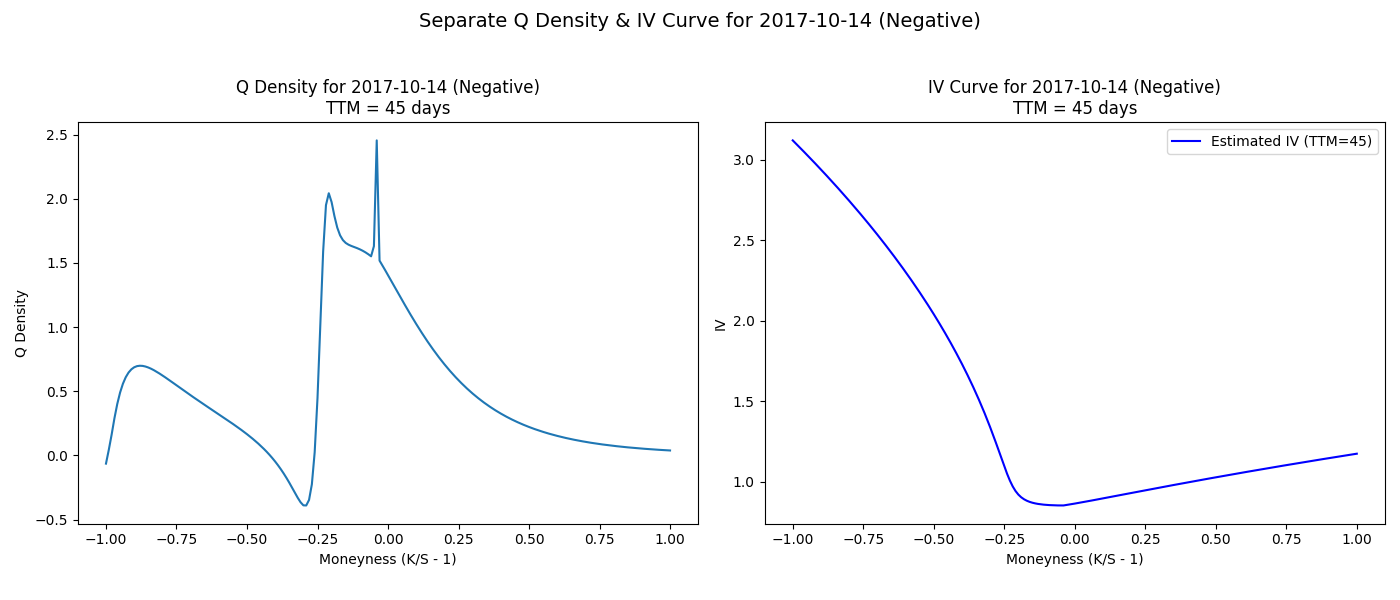 Separate Q Density & IV Curve for 2017-10-14 (Negative)
Q Density for 2017-10-14 (Negative)
TTM = 45 days
2.5
2.0
1.5
1.0
0.5
0.0
−0.5
Q Density
−1.00 −0.75 −0.50 −0.25 0.00 0.25 0.50 0.75 1.00
Moneyness (K/S - 1)
IV Curve for 2017-10-14 (Negative)
TTM = 45 days
Estimated IV (TTM=45)
3.0
2.5
2.0
1.5
1.0
IV
−1.00 −0.75 −0.50 −0.25 0.00 0.25 0.50 0.75 1.00
Moneyness (K/S - 1)